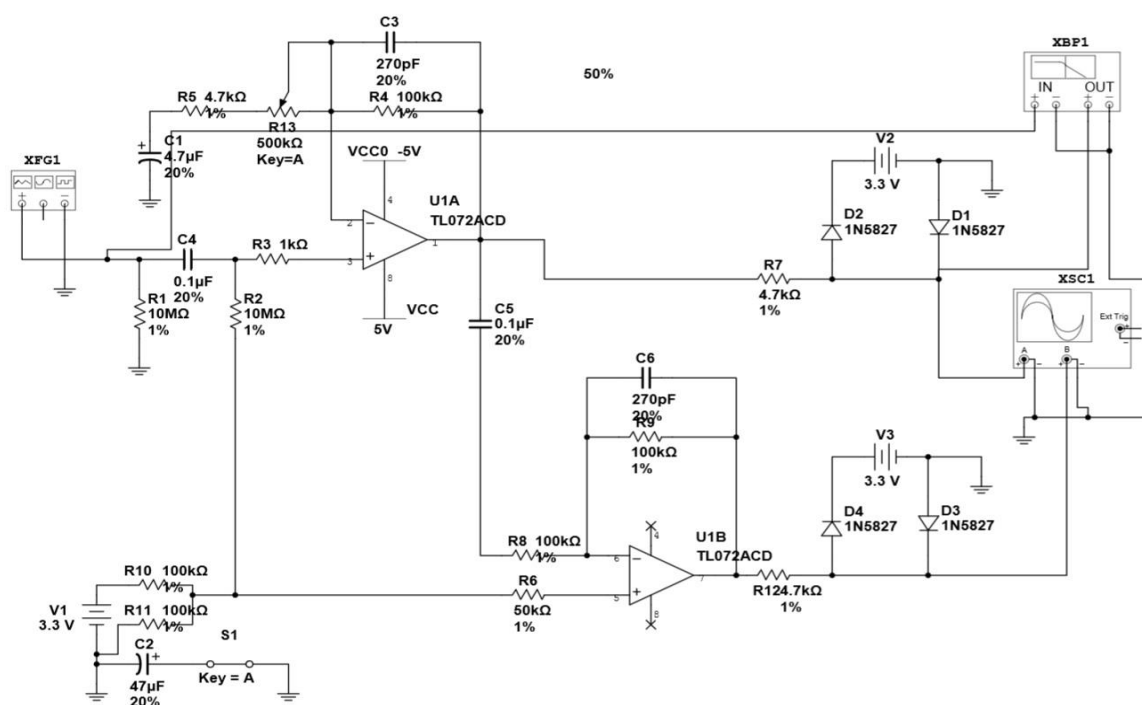 C3
270pF
20%
50%
XBP1
IN
OUT
+
−
+
−
R5 4.7kΩ
1%
R4 100kΩ
1%
R13
500kΩ
Key=A
C1
+
4.7µF
20%
XFG1
+
−
VCC0 -5V
4
U1A
TL072ACD
2
3
1
8
VCC
5V
V2
3.3 V
D2
1N5827
D1
1N5827
C4
0.1µF
20%
R3 1kΩ
R1
10MΩ
1%
R2
10MΩ
1%
R7
4.7kΩ
1%
XSC1
Ext Trig
+
−
A
B
+
−
+
−
C5
0.1µF
20%
C6
270pF
20%
R9
100kΩ
1%
V3
3.3 V
D4
1N5827
D3
1N5827
R8 100kΩ
1%
R6
50kΩ
1%
4
U1B
TL072ACD
6
5
7
8
R124.7kΩ
1%
R10 100kΩ
1%
R11 100kΩ
1%
V1
3.3 V
C2
+
47µF
20%
S1
Key = A